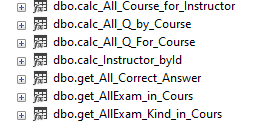 dbo.calc_All_Course_for_Instructor
dbo.calc_All_Q_by_Course
dbo.calc_All_Q_For_Course
dbo.calc_Instructor_byId
dbo.get_All_Correct_Answer
dbo.get_AllExam_in_Cours
dbo.get_AllExam_Kind_in_Cours